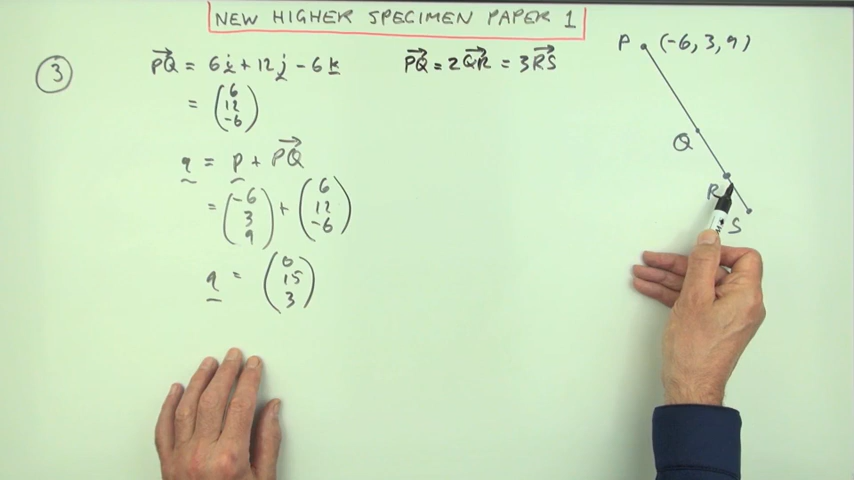 NEW HIGHER SPECIMEN PAPER 1
③ PQ→ = 6i + 12j - 6k
= (6 12 -6)
q = p + PQ→
= (-6 3 9) + (6 12 -6)
q = (0 15 3)
PQ→ = 2QR→ = 3RS→
P (-6, 3, 9)
Q
R
S